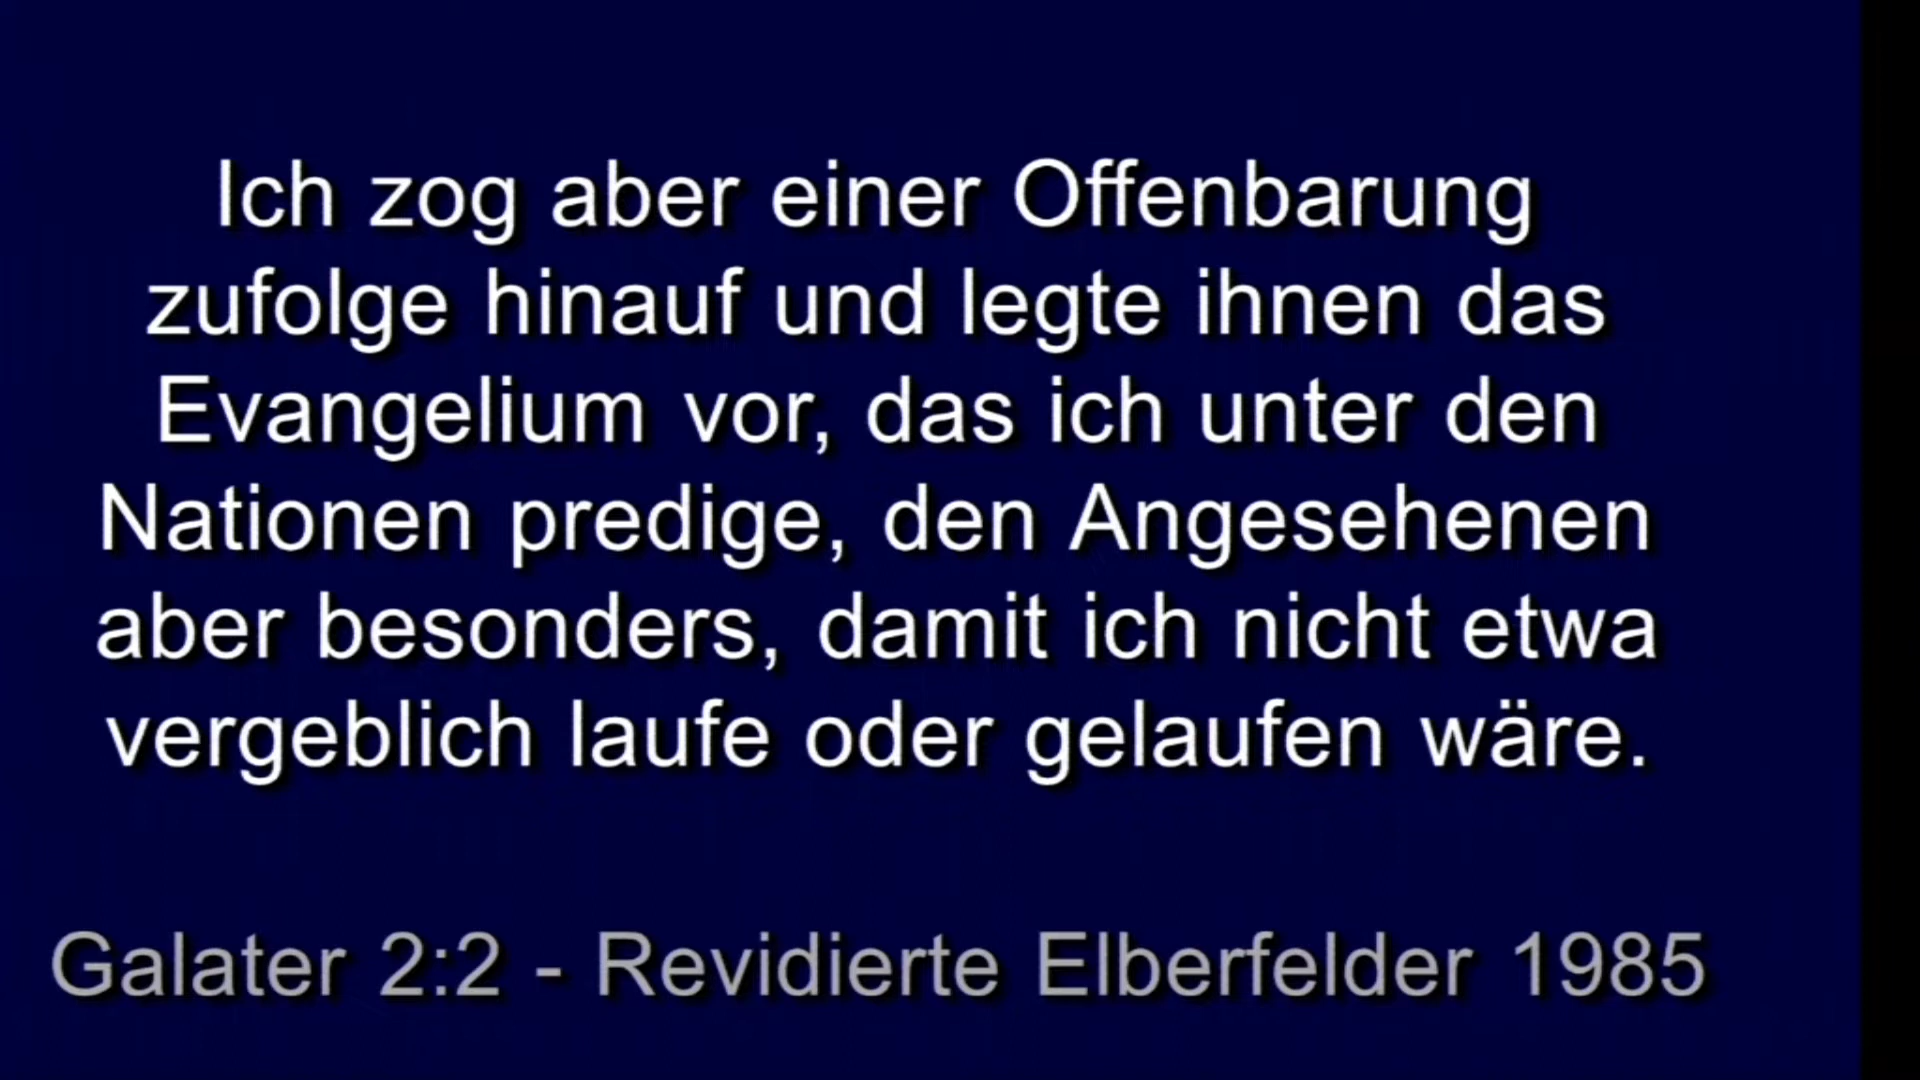 Ich zog aber einer Offenbarung
zufolge hinauf und legte ihnen das
Evangelium vor, das ich unter den
Nationen predige, den Angesehenen
aber besonders, damit ich nicht etwa
vergeblich laufe oder gelaufen wäre.
Galater 2:2 - Revidierte Elberfelder 1985